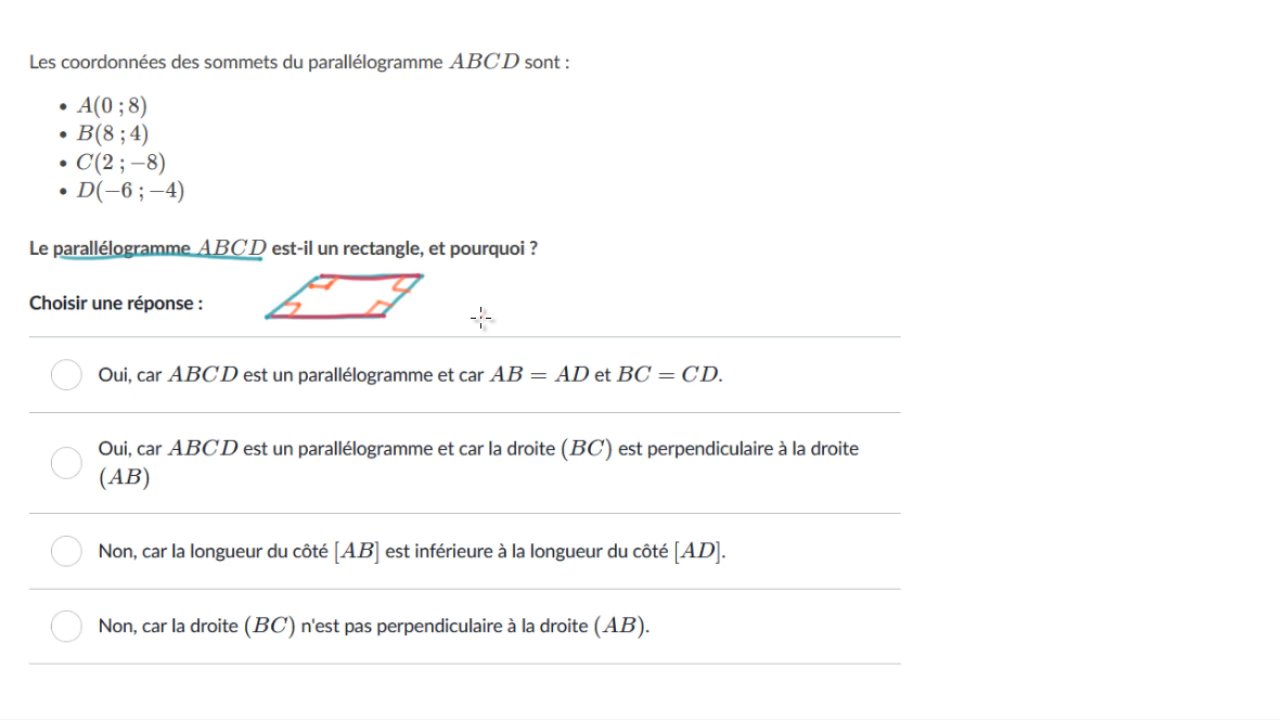 Les coordonnées des sommets du parallélogramme ABCD sont :
• A(0 ; 8)
• B(8 ; 4)
• C(2 ; −8)
• D(−6 ; −4)
Le parallélogramme ABCD est-il un rectangle, et pourquoi ?
Choisir une réponse :
Oui, car ABCD est un parallélogramme et car AB = AD et BC = CD.
Oui, car ABCD est un parallélogramme et car la droite (BC) est perpendiculaire à la droite
(AB)
Non, car la longueur du côté [AB] est inférieure à la longueur du côté [AD].
Non, car la droite (BC) n'est pas perpendiculaire à la droite (AB).